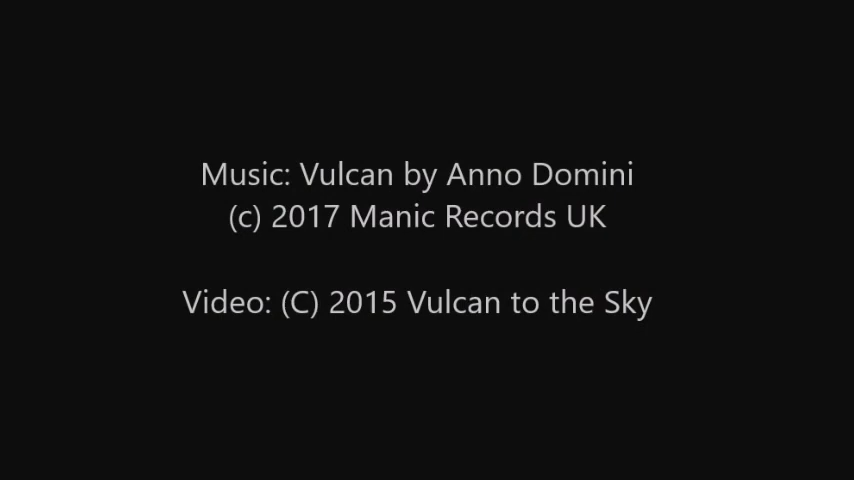 Music: Vulcan by Anno Domini
(c) 2017 Manic Records UK
Video: (C) 2015 Vulcan to the Sky